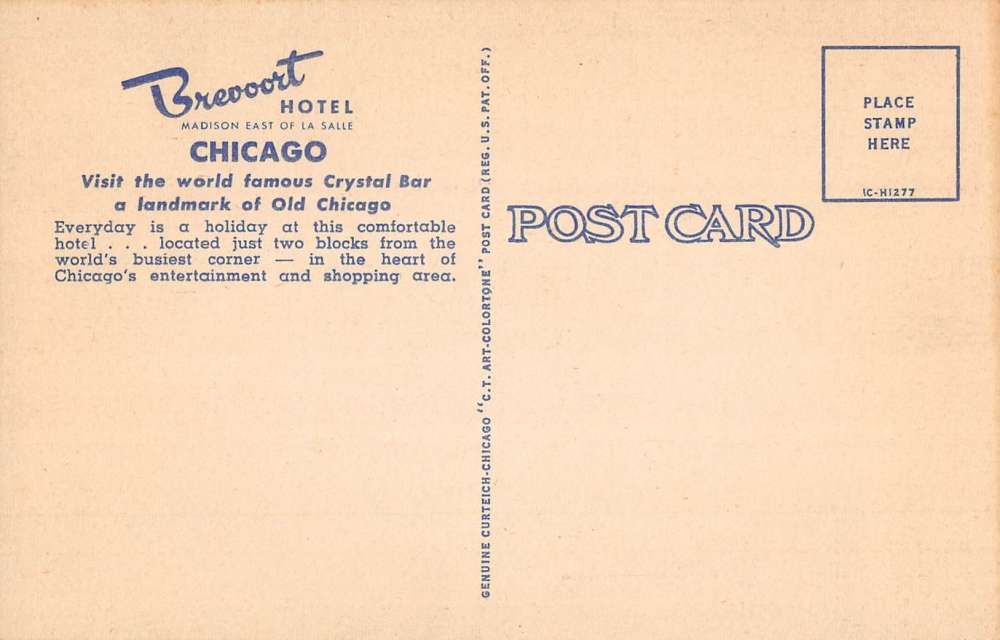 Brevoort
HOTEL
MADISON EAST OF LA SALLE
CHICAGO
Visit the world famous Crystal Bar
a landmark of Old Chicago
Everyday is a holiday at this comfortable
hotel . . . located just two blocks from the
world's busiest corner — in the heart of
Chicago's entertainment and shopping area.
GENUINE CURTEICH-CHICAGO "C.T. ART-COLORTONE" POST CARD (REG. U.S. PAT. OFF.)
POST CARD
PLACE
STAMP
HERE
1C-H1277